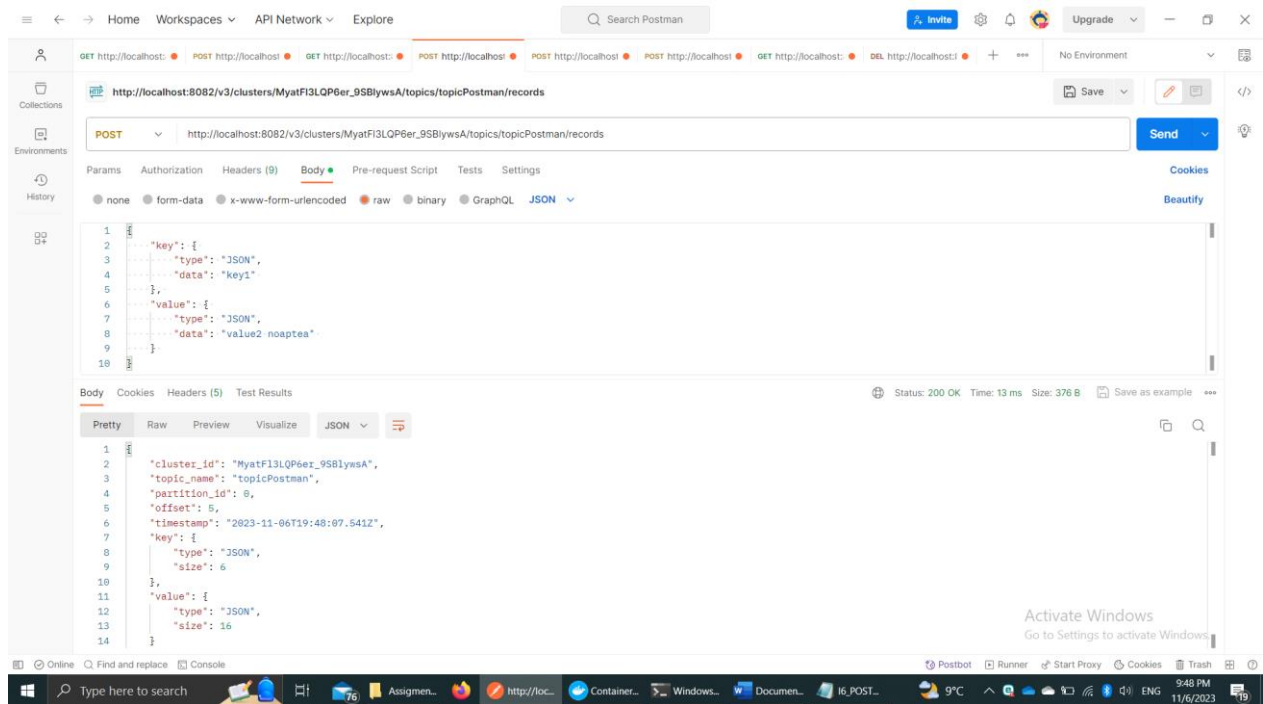 Home Workspaces API Network Explore Search Postman Invite Upgrade
GET http://localhost: POST http://localhost GET http://localhost: POST http://localhost POST http://localhost POST http://localhost GET http://localhost: DEL http://localhost:8 + No Environment
Collections
Environments
History
HTTP http://localhost:8082/v3/clusters/MyatFl3LQP6er_9SBlywsA/topics/topicPostman/records Save
POST http://localhost:8082/v3/clusters/MyatFl3LQP6er_9SBlywsA/topics/topicPostman/records Send
Params Authorization Headers (9) Body Pre-request Script Tests Settings Cookies
none form-data x-www-form-urlencoded raw binary GraphQL JSON Beautify
1 {
2 "key": {
3 "type": "JSON",
4 "data": "key1"
5 },
6 "value": {
7 "type": "JSON",
8 "data": "value2 noaptea"
9 }
10 }
Body Cookies Headers (5) Test Results Status: 200 OK Time: 13 ms Size: 376 B Save as example
Pretty Raw Preview Visualize JSON
1 {
2 "cluster_id": "MyatFl3LQP6er_9SBlywsA",
3 "topic_name": "topicPostman",
4 "partition_id": 0,
5 "offset": 5,
6 "timestamp": "2023-11-06T19:48:07.541Z",
7 "key": {
8 "type": "JSON",
9 "size": 6
10 },
11 "value": {
12 "type": "JSON",
13 "size": 16
14 }
Activate Windows
Go to Settings to activate Windows.
Online Find and replace Console Postbot Runner Start Proxy Cookies Trash
Type here to search 76 Assigmen... http://loc... Container... Windows... Documen... I6_POST... 9°C ENG 9:48 PM
11/6/2023 19